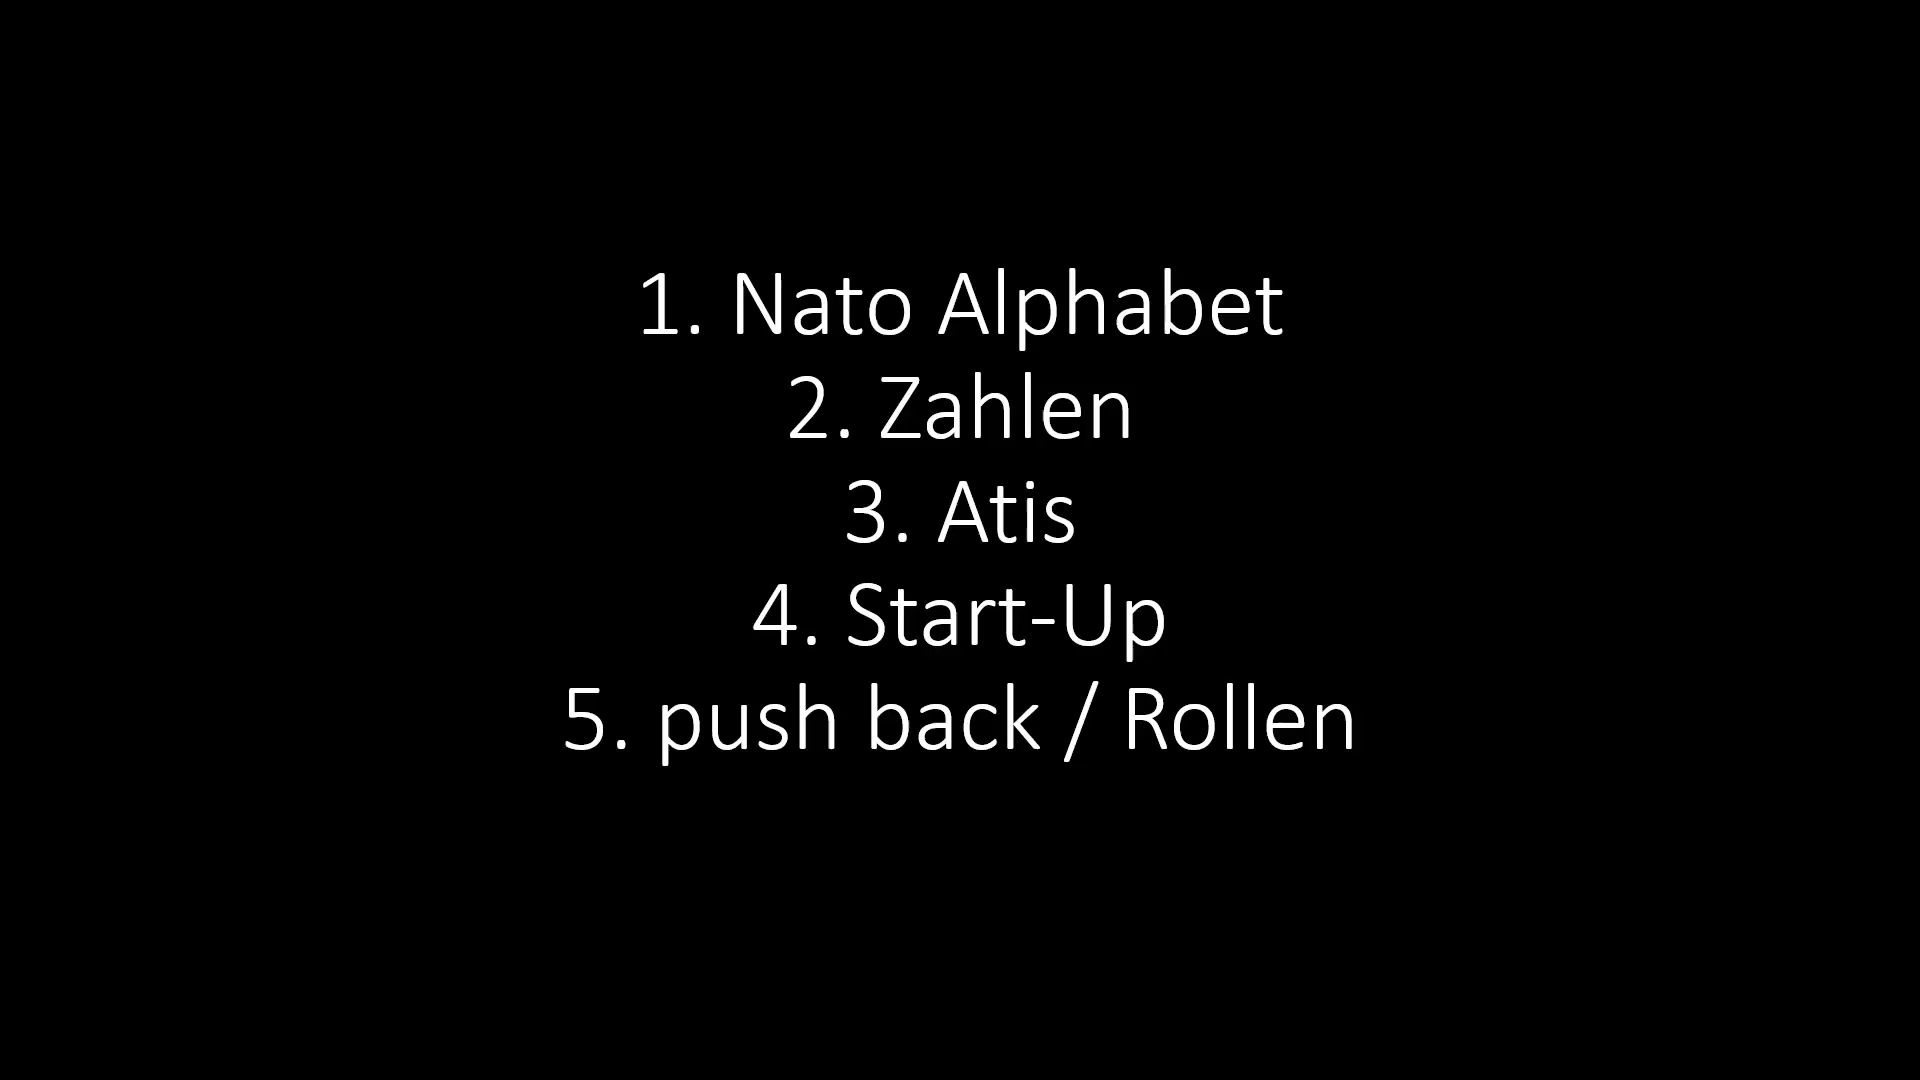 1. Nato Alphabet
2. Zahlen
3. Atis
4. Start-Up
5. push back / Rollen